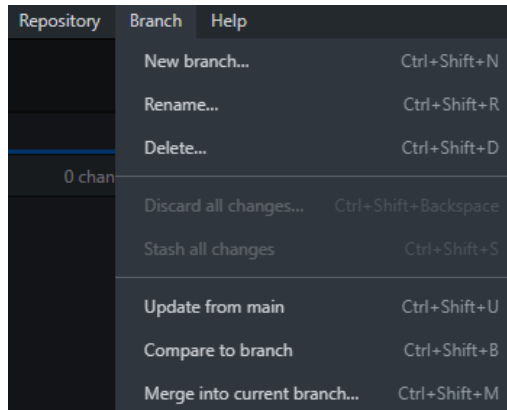 Repository Branch Help
New branch... Ctrl+Shift+N
Rename... Ctrl+Shift+R
Delete... Ctrl+Shift+D
0 chan
Discard all changes... Ctrl+Shift+Backspace
Stash all changes Ctrl+Shift+S
Update from main Ctrl+Shift+U
Compare to branch Ctrl+Shift+B
Merge into current branch... Ctrl+Shift+M